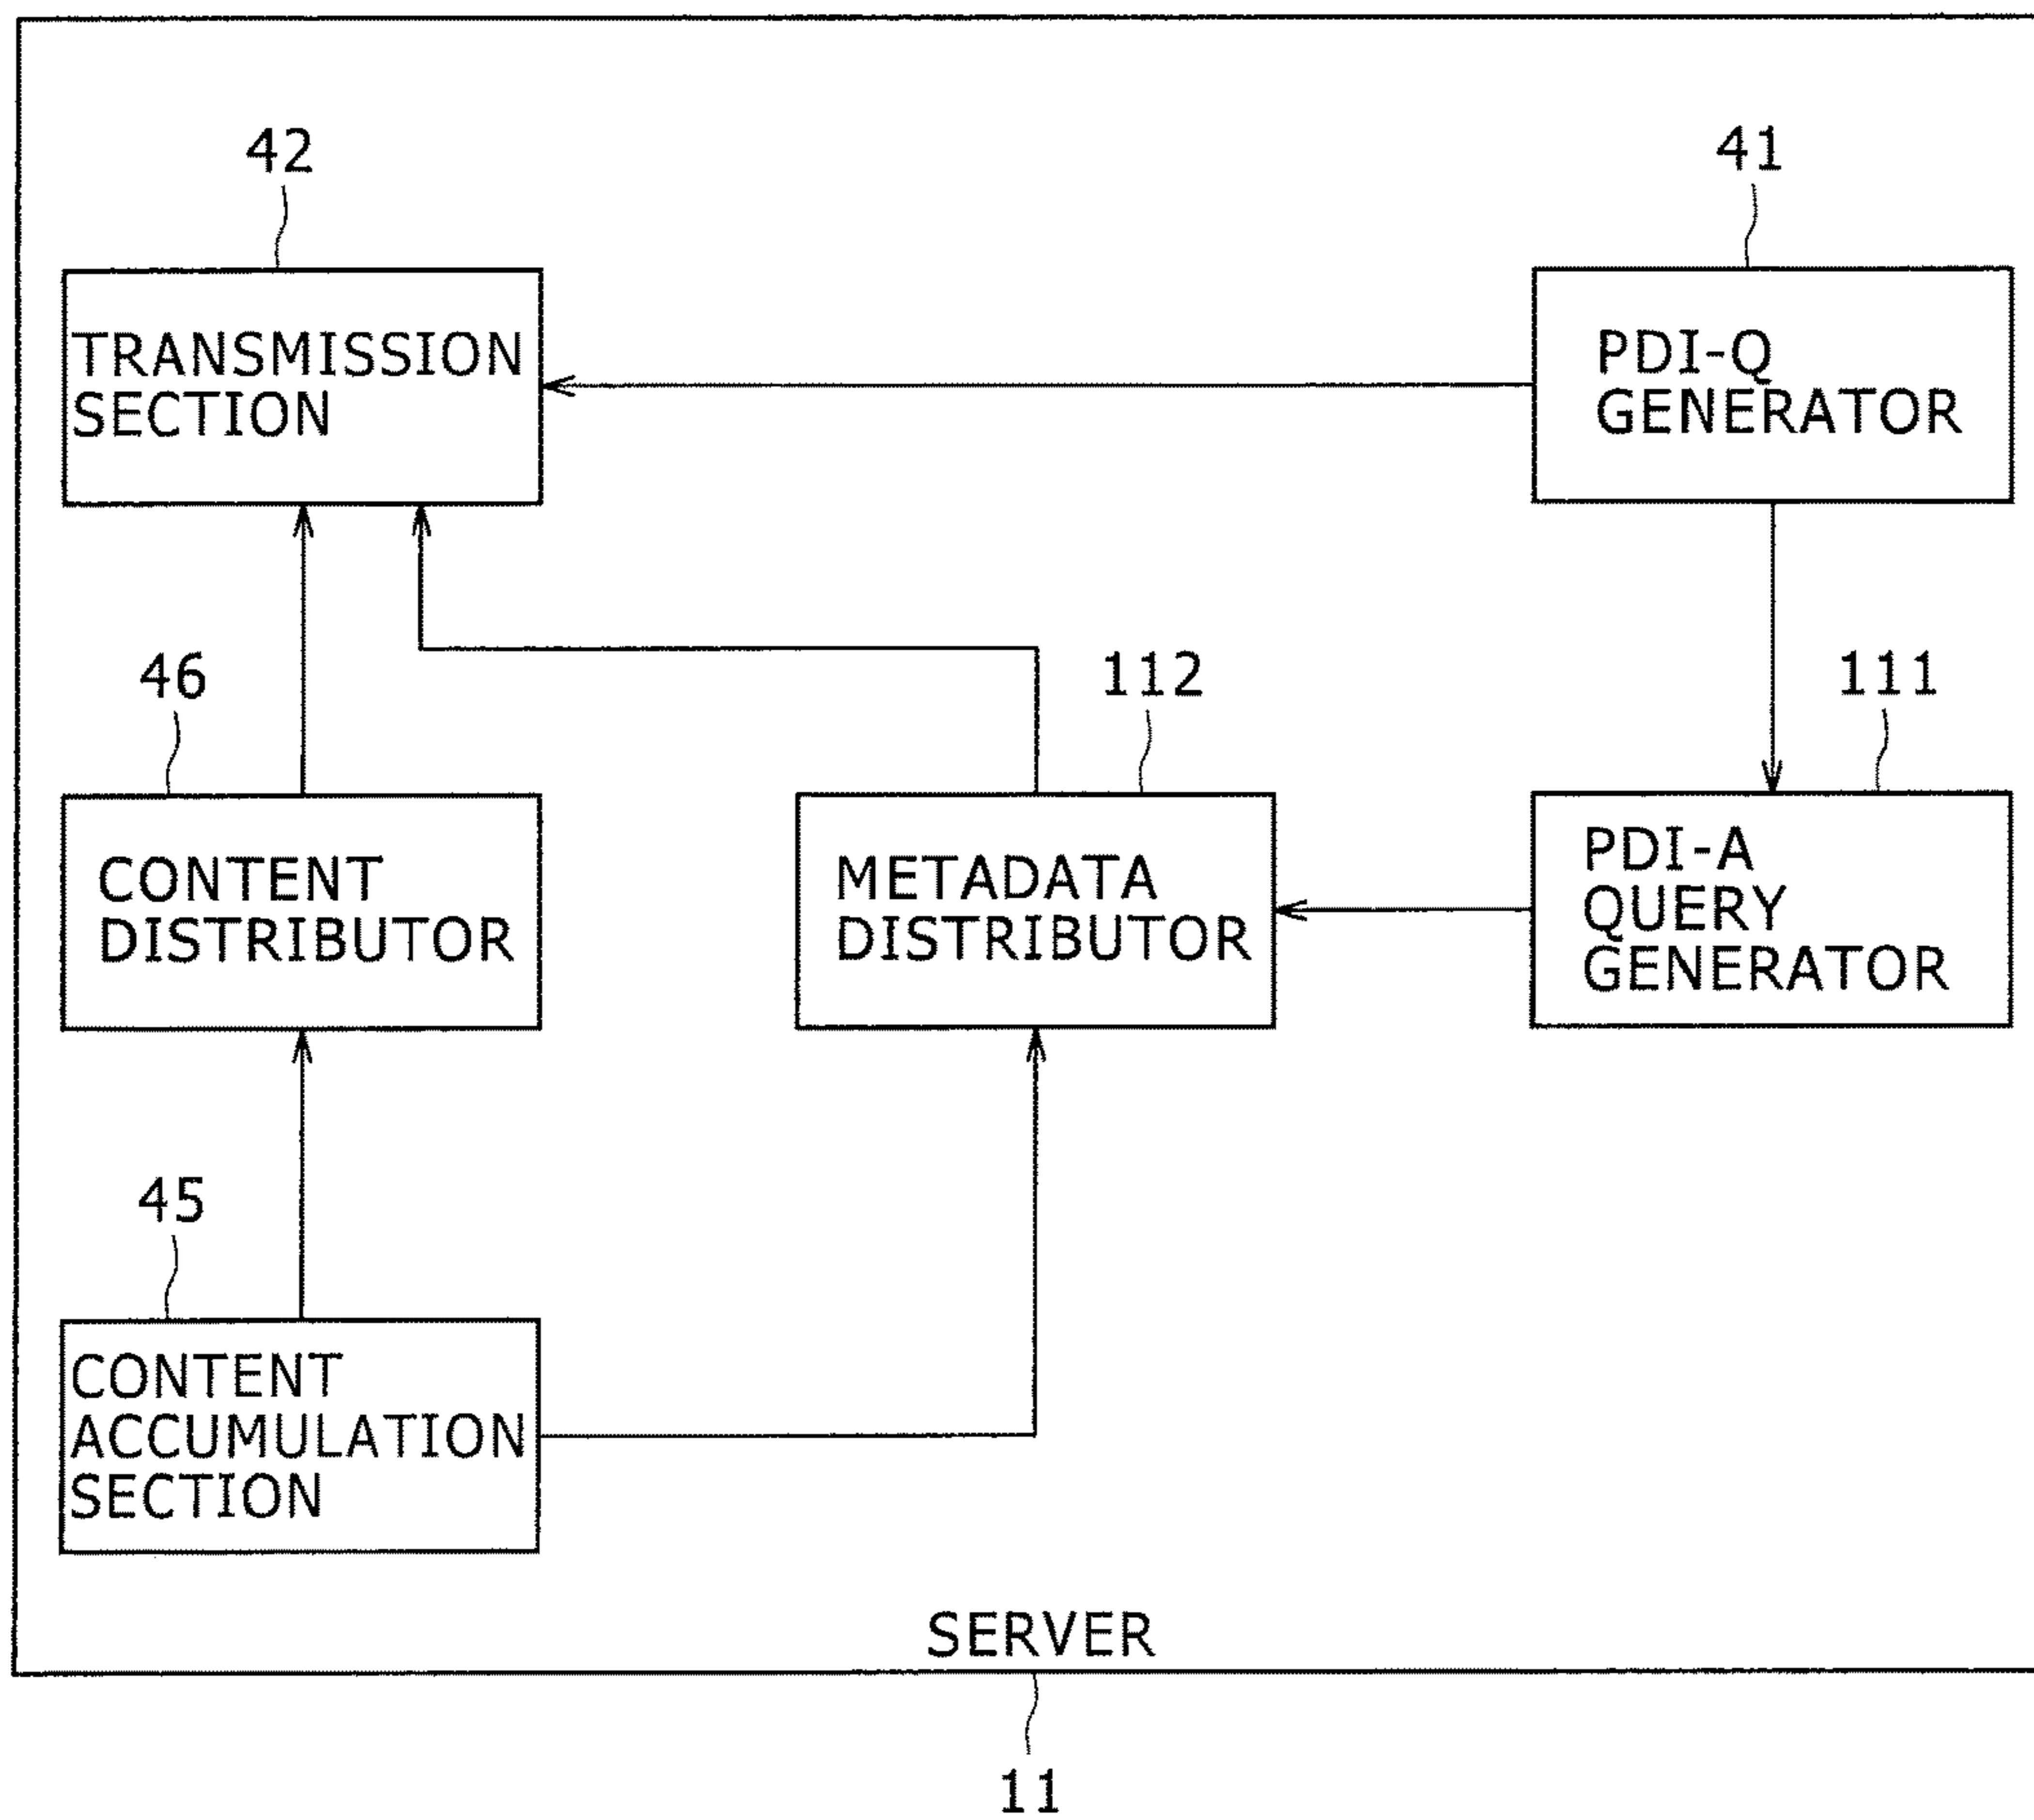 42
41
TRANSMISSION
SECTION
PDI-Q
GENERATOR
46
112
111
CONTENT
DISTRIBUTOR
METADATA
DISTRIBUTOR
PDI-A
QUERY
GENERATOR
45
CONTENT
ACCUMULATION
SECTION
SERVER
11